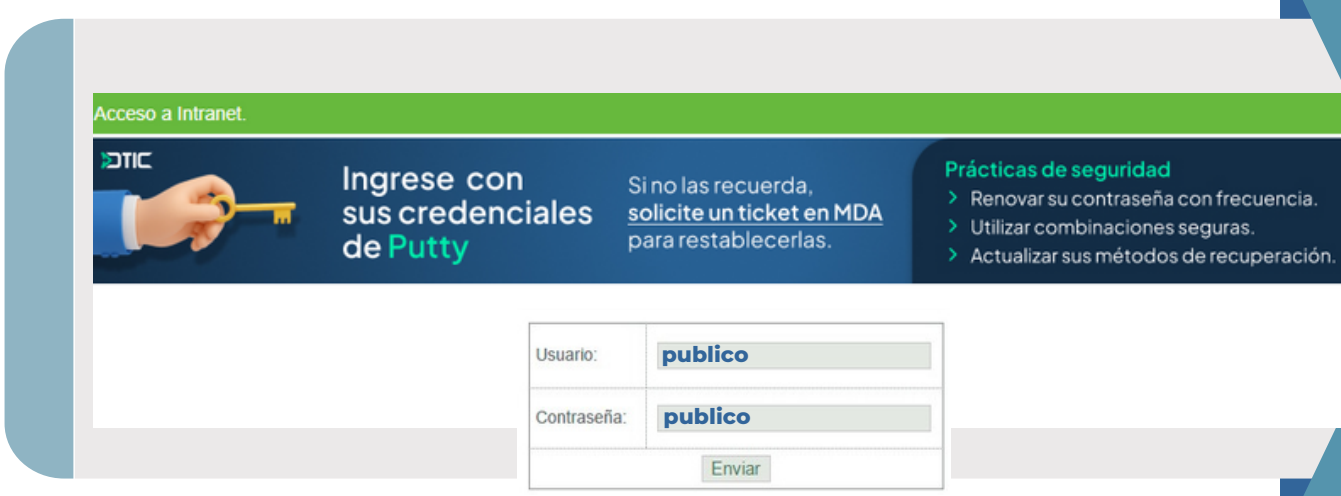 Acceso a Intranet.
DTIC
Ingrese con
sus credenciales
de Putty
Si no las recuerda,
solicite un ticket en MDA
para restablecerlas.
Prácticas de seguridad
> Renovar su contraseña con frecuencia.
> Utilizar combinaciones seguras.
> Actualizar sus métodos de recuperación.
Usuario: publico
Contraseña: publico
Enviar